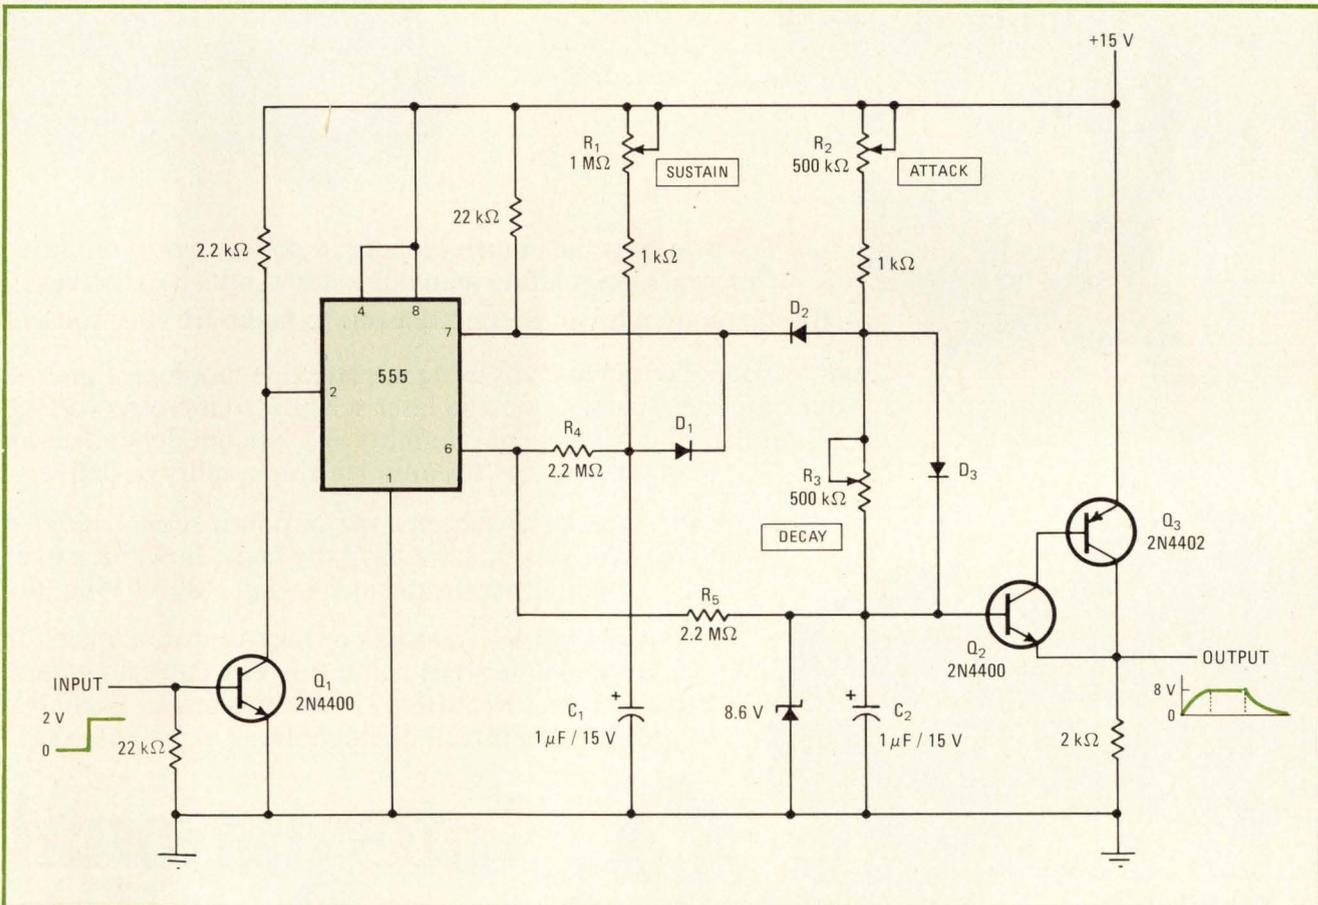 +15 V
R1
1 MΩ
SUSTAIN
R2
500 kΩ
ATTACK
22 kΩ
2.2 kΩ
1 kΩ
1 kΩ
4
8
7
D2
555
2
6
R4
2.2 MΩ
D1
R3
500 kΩ
D3
DECAY
Q3
2N4402
1
R5
2.2 MΩ
Q2
2N4400
OUTPUT
INPUT
Q1
2N4400
8 V
0
2 V
0
22 kΩ
+
C1
1 μF / 15 V
8.6 V
+
C2
1 μF / 15 V
2 kΩ